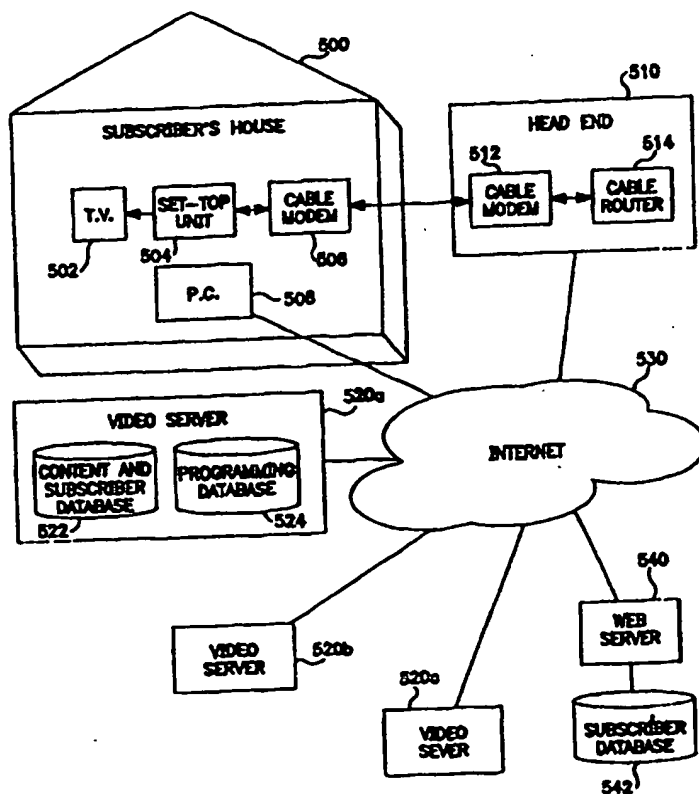 500
SUBSCRIBER'S HOUSE
T.V.
502
SET-TOP
UNIT
504
CABLE
MODEM
506
P.C.
508
510
HEAD END
512
CABLE
MODEM
514
CABLE
ROUTER
530
INTERNET
520a
VIDEO SERVER
CONTENT AND
SUBSCRIBER
DATABASE
522
PROGRAMMING
DATABASE
524
VIDEO
SERVER
520b
520c
VIDEO
SEVER
540
WEB
SERVER
SUBSCRIBER
DATABASE
542